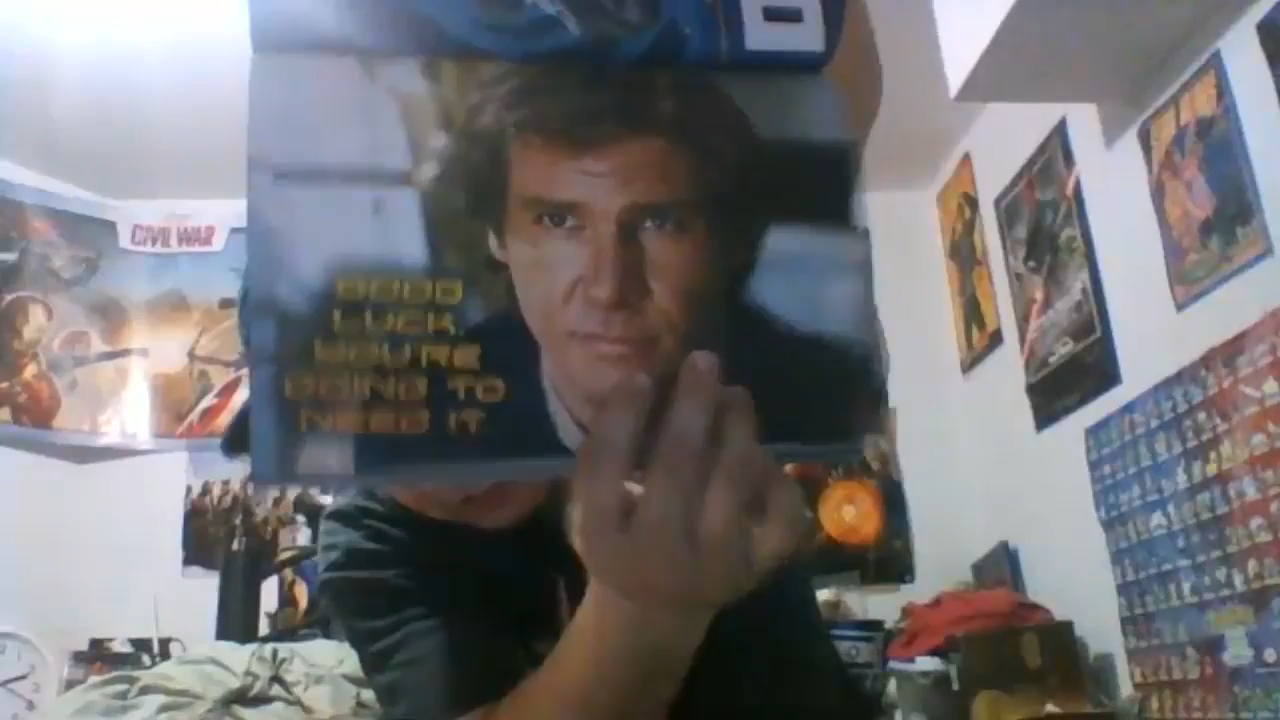 CIVIL WAR
GOOD
LUCK.
YOU'RE
GOING TO
NEED IT